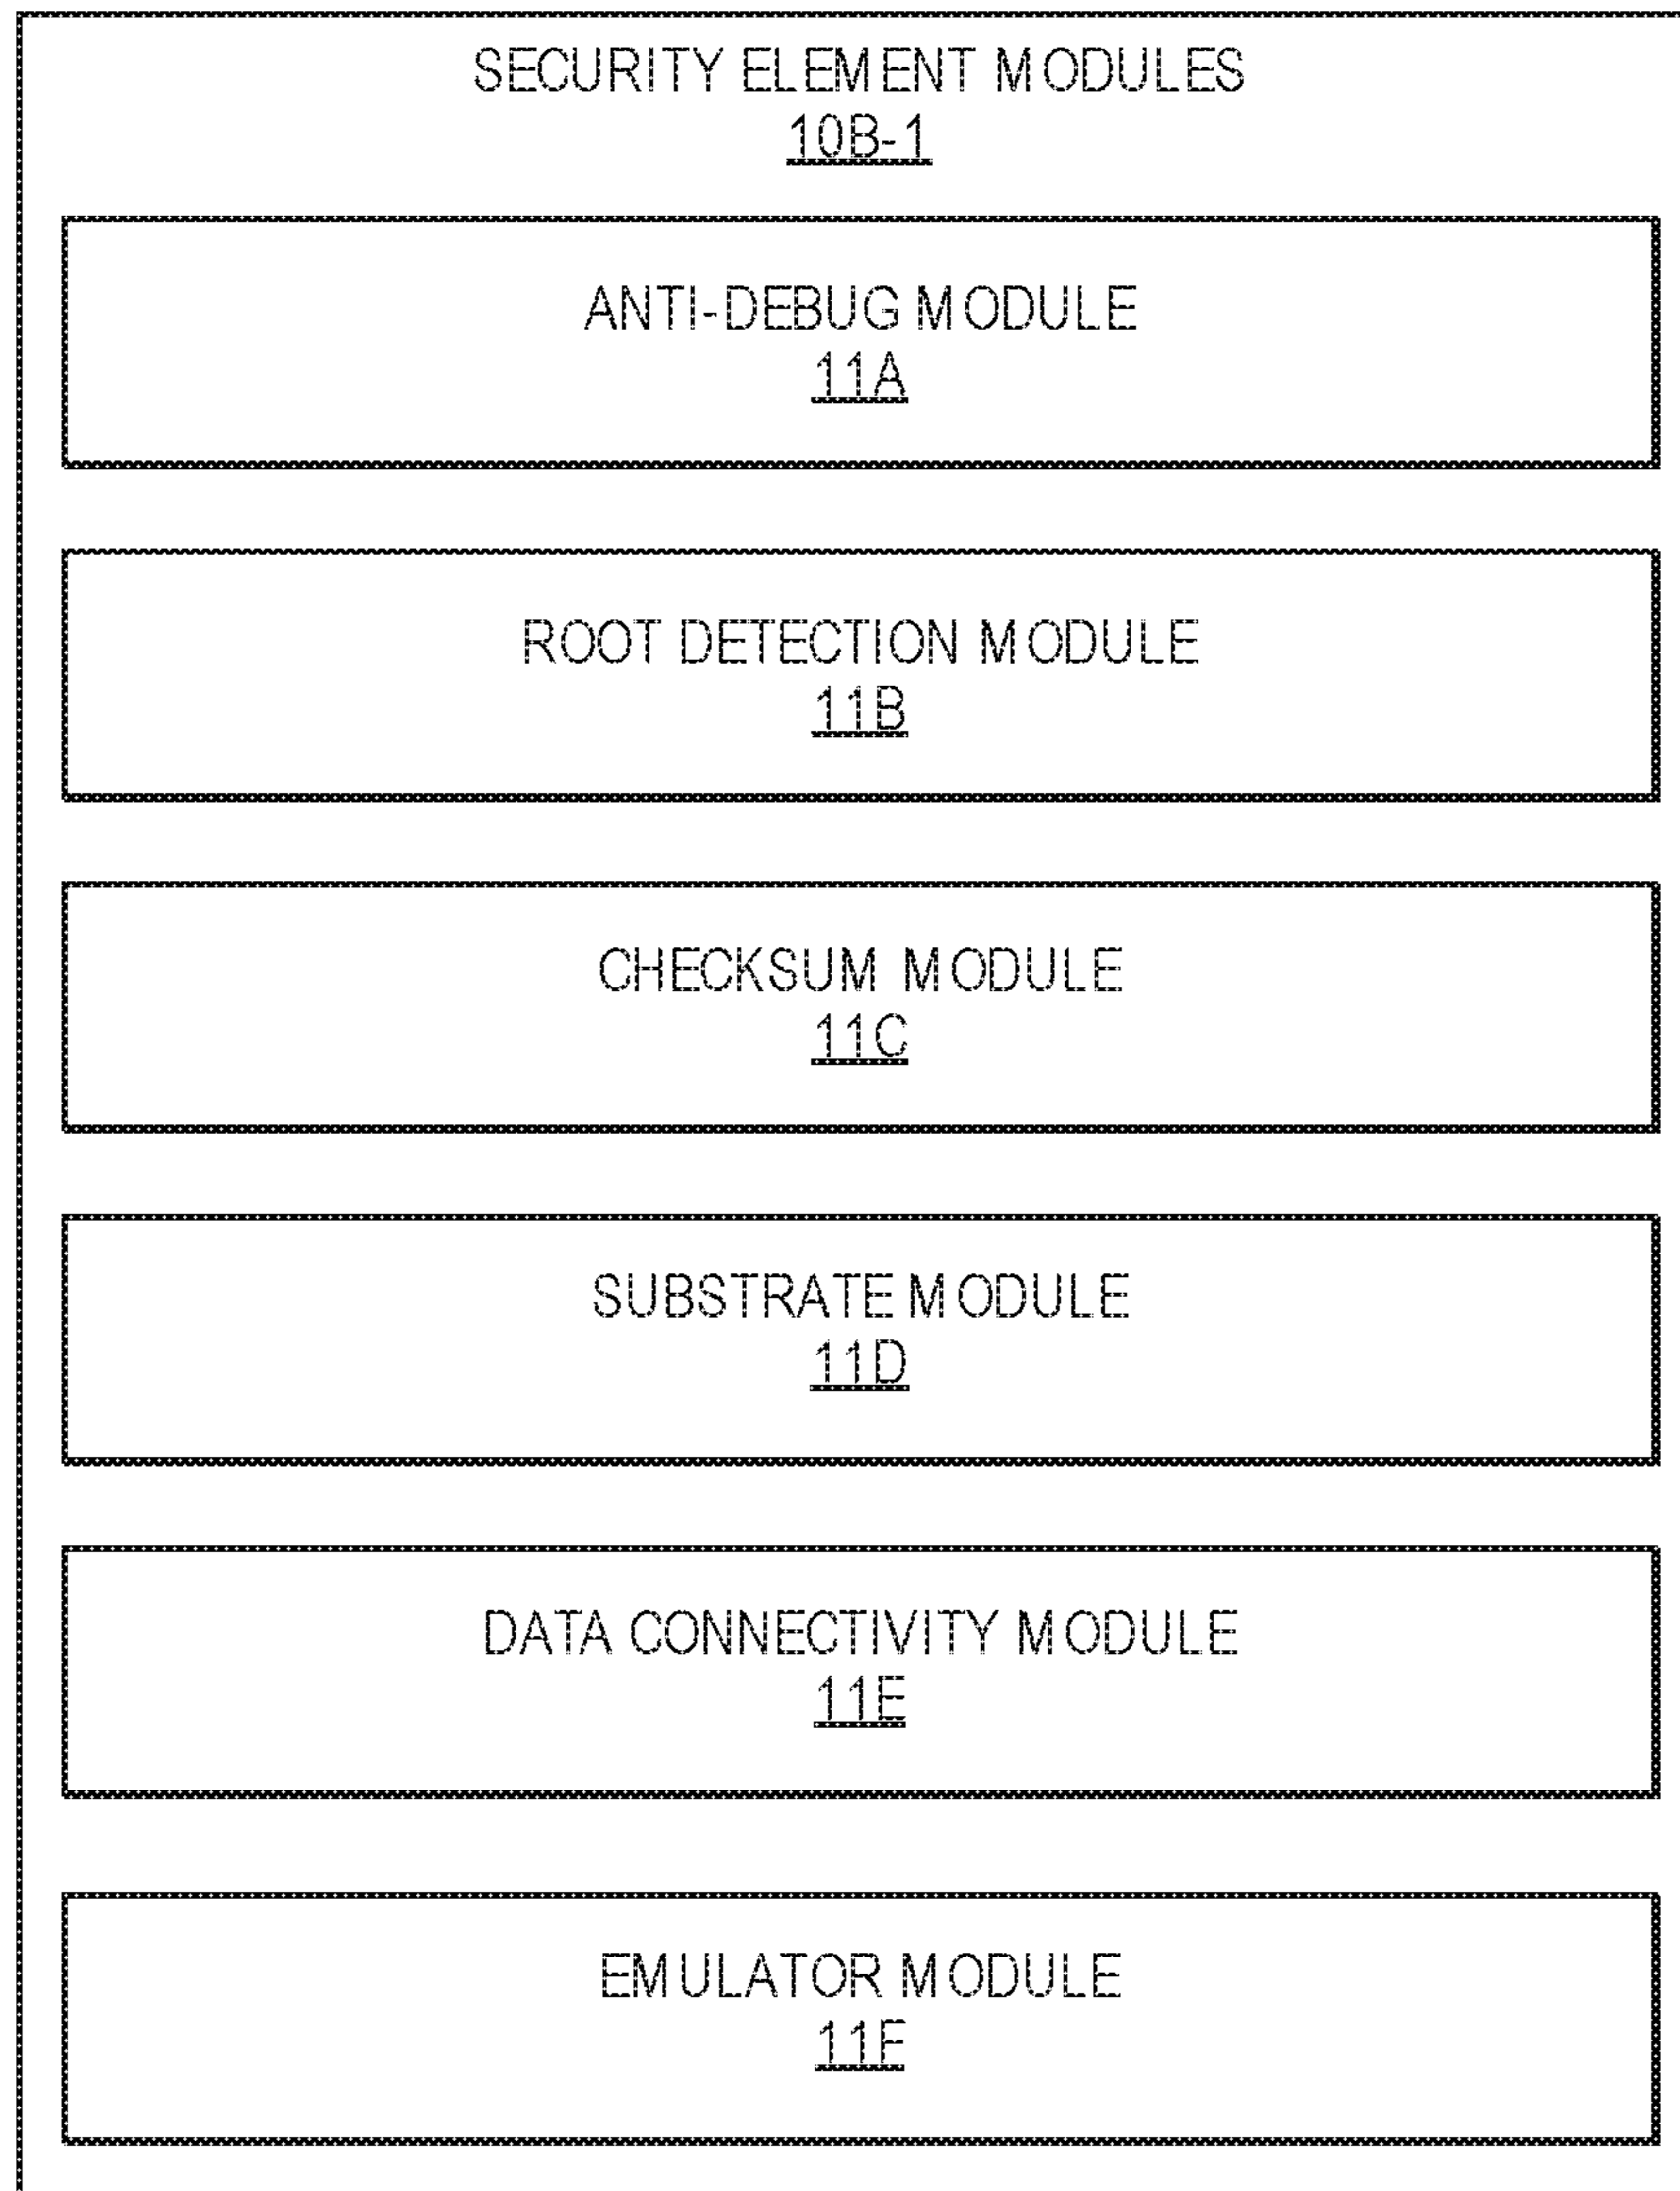 SECURITY ELEMENT MODULES
10B-1
ANTI-DEBUG MODULE
11A
ROOT DETECTION MODULE
11B
CHECKSUM MODULE
11C
SUBSTRATE MODULE
11D
DATA CONNECTIVITY MODULE
11E
EMULATOR MODULE
11F